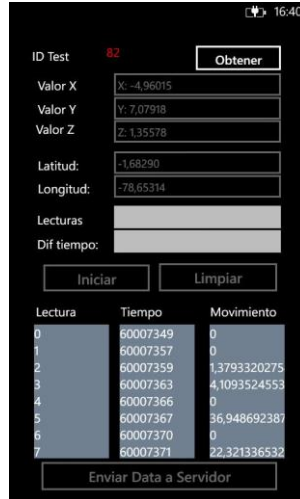 16:40
ID Test 82 Obtener
Valor X X: -4,96015
Valor Y Y: 7,07918
Valor Z Z: 1,35578
Latitud: -1,68290
Longitud: -78,65314
Lecturas
Dif tiempo:
Iniciar Limpiar
Lectura Tiempo Movimiento
0 60007349 0
1 60007357 0
2 60007359 1,3793320275
3 60007363 4,1093524553
4 60007366 0
5 60007367 36,948692387
6 60007370 0
7 60007371 22,321336532
Enviar Data a Servidor